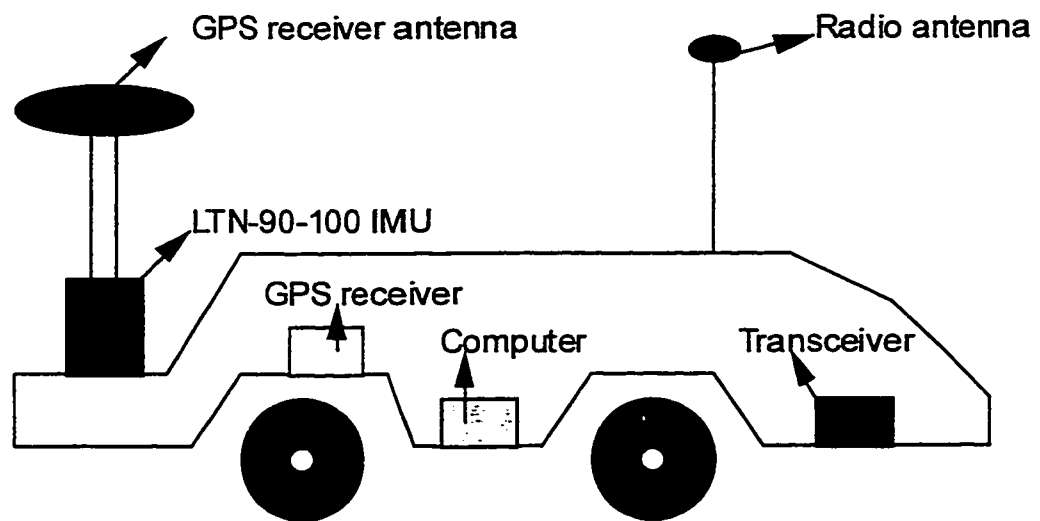 GPS receiver antenna
Radio antenna
LTN-90-100 IMU
GPS receiver
Computer
Transceiver